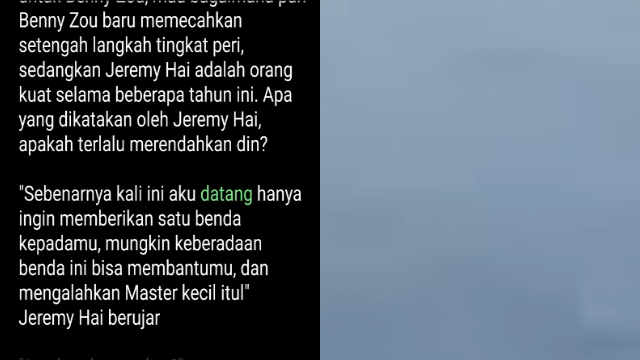 Benny Zou baru memecahkan
setengah langkah tingkat peri,
sedangkan Jeremy Hai adalah orang
kuat selama beberapa tahun ini. Apa
yang dikatakan oleh Jeremy Hai,
apakah terlalu merendahkan din?
"Sebenarnya kali ini aku datang hanya
ingin memberikan satu benda
kepadamu, mungkin keberadaan
benda ini bisa membantumu, dan
mengalahkan Master kecil itul"
Jeremy Hai berujar